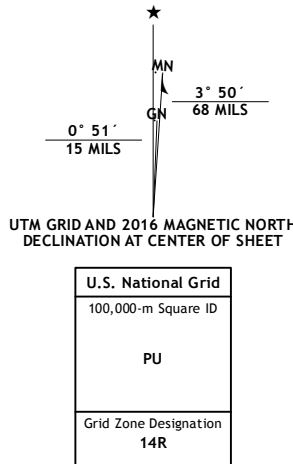 ★
MN
GN
3° 50´
68 MILS
0° 51´
15 MILS
UTM GRID AND 2016 MAGNETIC NORTH
DECLINATION AT CENTER OF SHEET
U.S. National Grid
100,000-m Square ID
PU
Grid Zone Designation
14R